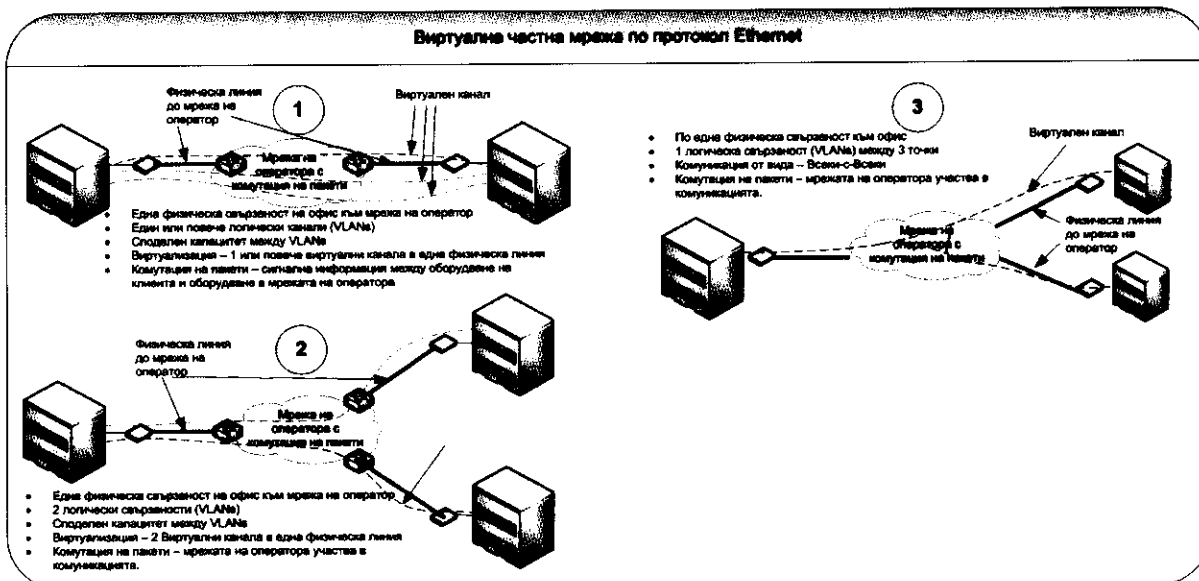 Виртуална частна мрежа по протокол Ethernet
Физическа линия
до мрежа на
оператор
1
Виртуален канал
Мрежа на
оператора с
комутация на пакети
• Една физическа свързаност на офис към мрежа на оператор
• Един или повече логически канали (VLANs)
• Споделен капацитет между VLANs
• Виртуализация – 1 или повече виртуални канала в една физическа линия
• Комутация на пакети – сигнална информация между оборудване на
клиента и оборудване в мрежата на оператора
Физическа линия
до мрежа на
оператор
2
Мрежа на
оператора с
комутация на пакети
• Една физическа свързаност на офис към мрежа на оператор
• 2 логически свързвости (VLANs)
• Споделен капацитет между VLANs
• Виртуализация – 2 Виртуални канала в една физическа линия
• Комутация на пакети – мрежата на оператора участва в
комуникацията.
3
• По една физическа свързаност към офис
• 1 логическа свързаност (VLANs) между 3 точки
• Комуникация от вида – Всеки-с-Всеки
• Комутация на пакети – мрежата на оператора участва в
комуникацията.
Виртуален канал
Мрежа на
оператора с
комутация на пакети
Физическа линия
до мрежа на
оператор